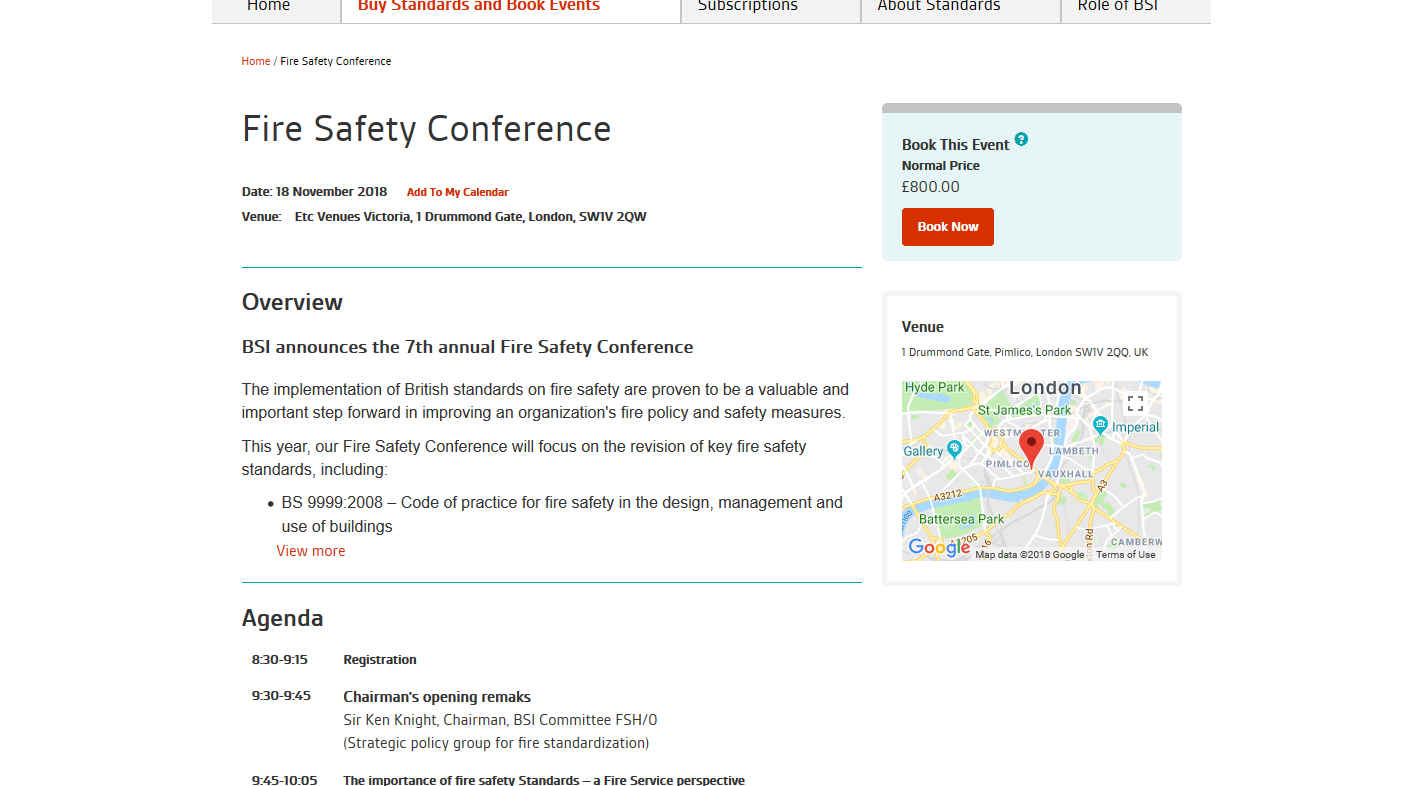 Home
Buy Standards and Book Events
Subscriptions
About Standards
Role of BSI
Home / Fire Safety Conference
Fire Safety Conference
Date: 18 November 2018 Add To My Calendar
Venue: Etc Venues Victoria, 1 Drummond Gate, London, SW1V 2QW
Book This Event ?
Normal Price
£800.00
Book Now
Overview
BSI announces the 7th annual Fire Safety Conference
The implementation of British standards on fire safety are proven to be a valuable and
important step forward in improving an organization's fire policy and safety measures.
This year, our Fire Safety Conference will focus on the revision of key fire safety
standards, including:
• BS 9999:2008 – Code of practice for fire safety in the design, management and
use of buildings
View more
Venue
1 Drummond Gate, Pimlico, London SW1V 2QQ, UK
Hyde Park
London
St James's Park
Imperial
Gallery
LAMBETH
PIMLICO
VAUXHALL
A3212
A3
Battersea Park
CAMBERW
Google
Map data ©2018 Google
Terms of Use
Agenda
8:30-9:15 Registration
9:30-9:45 Chairman's opening remaks
Sir Ken Knight, Chairman, BSI Committee FSH/0
(Strategic policy group for fire standardization)
9:45-10:05 The importance of fire safety Standards – a Fire Service perspective